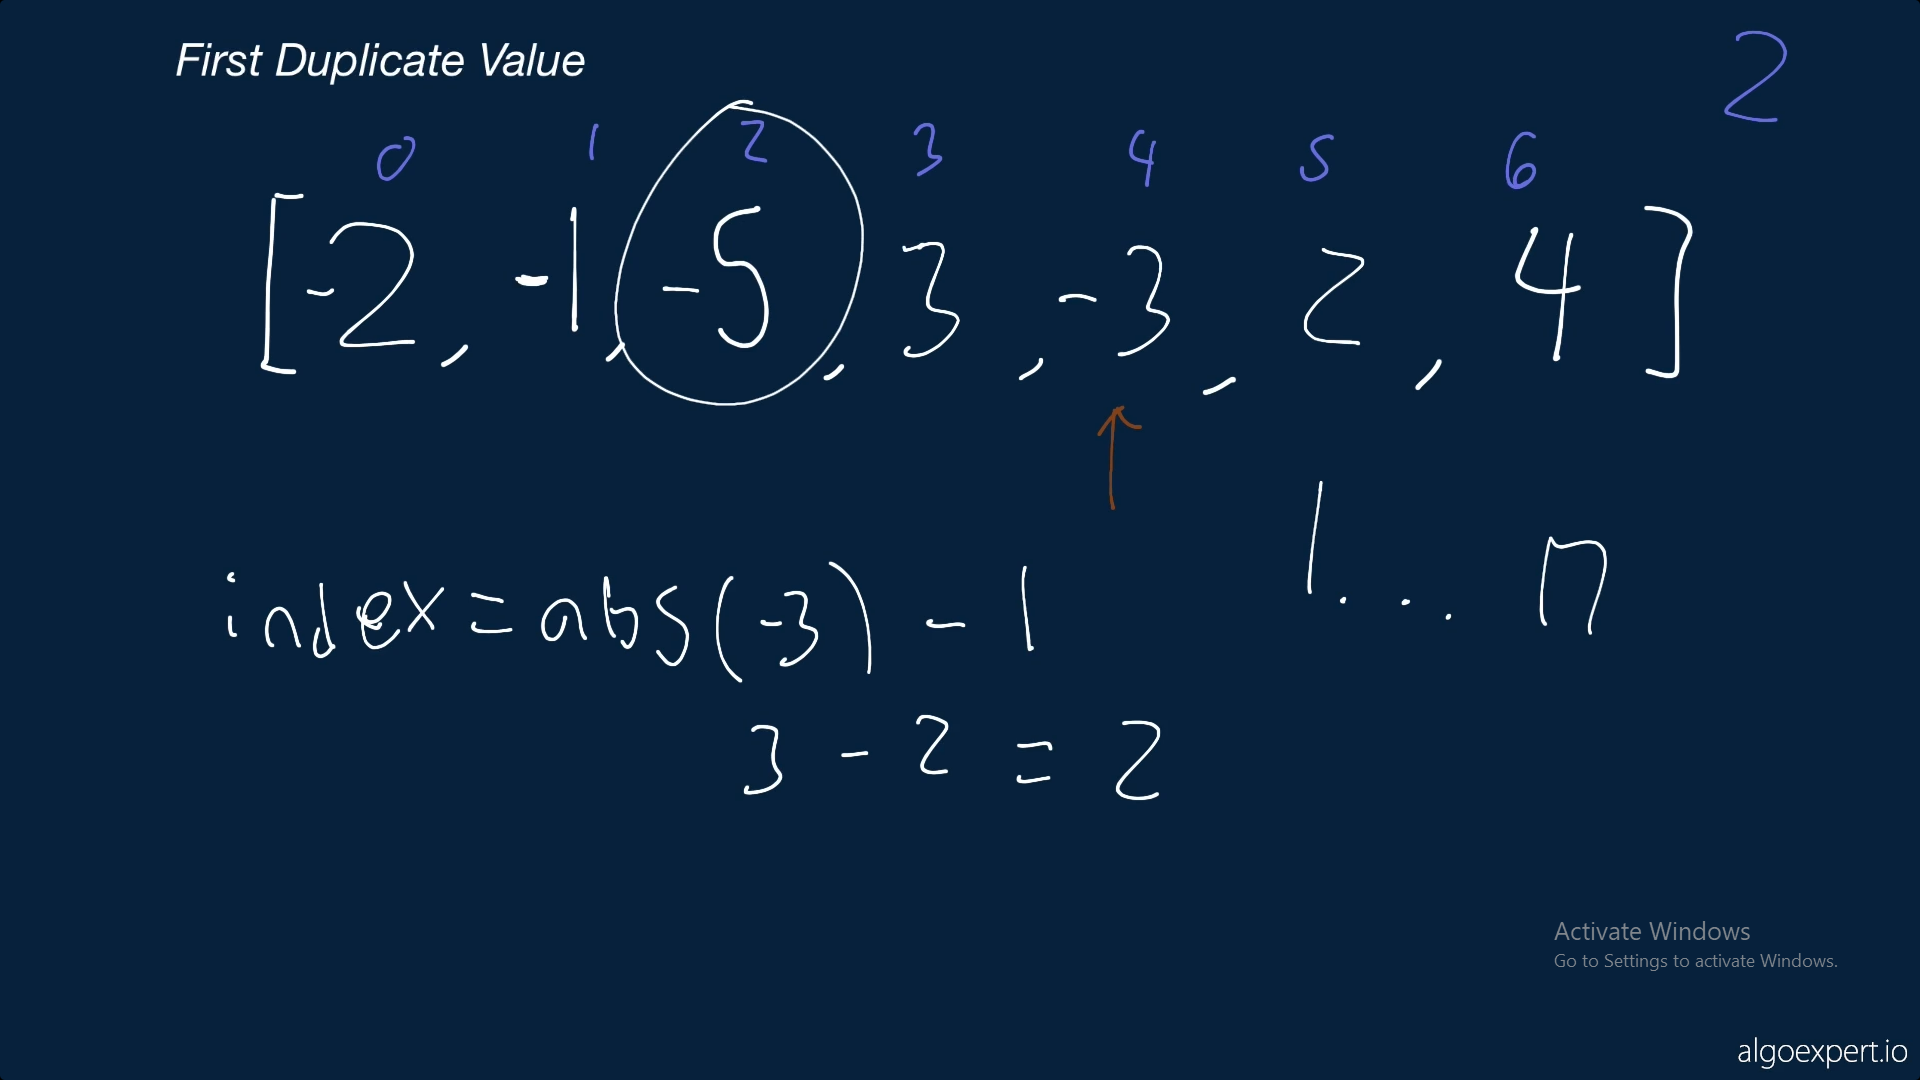 First Duplicate Value
2
0 1 2 3 4 5 6
[-2, -1, -5, 3, -3, 2, 4]
1... n
index = abs(-3) - 1
3 - 2 = 2
Activate Windows
Go to Settings to activate Windows.
algoexpert.io